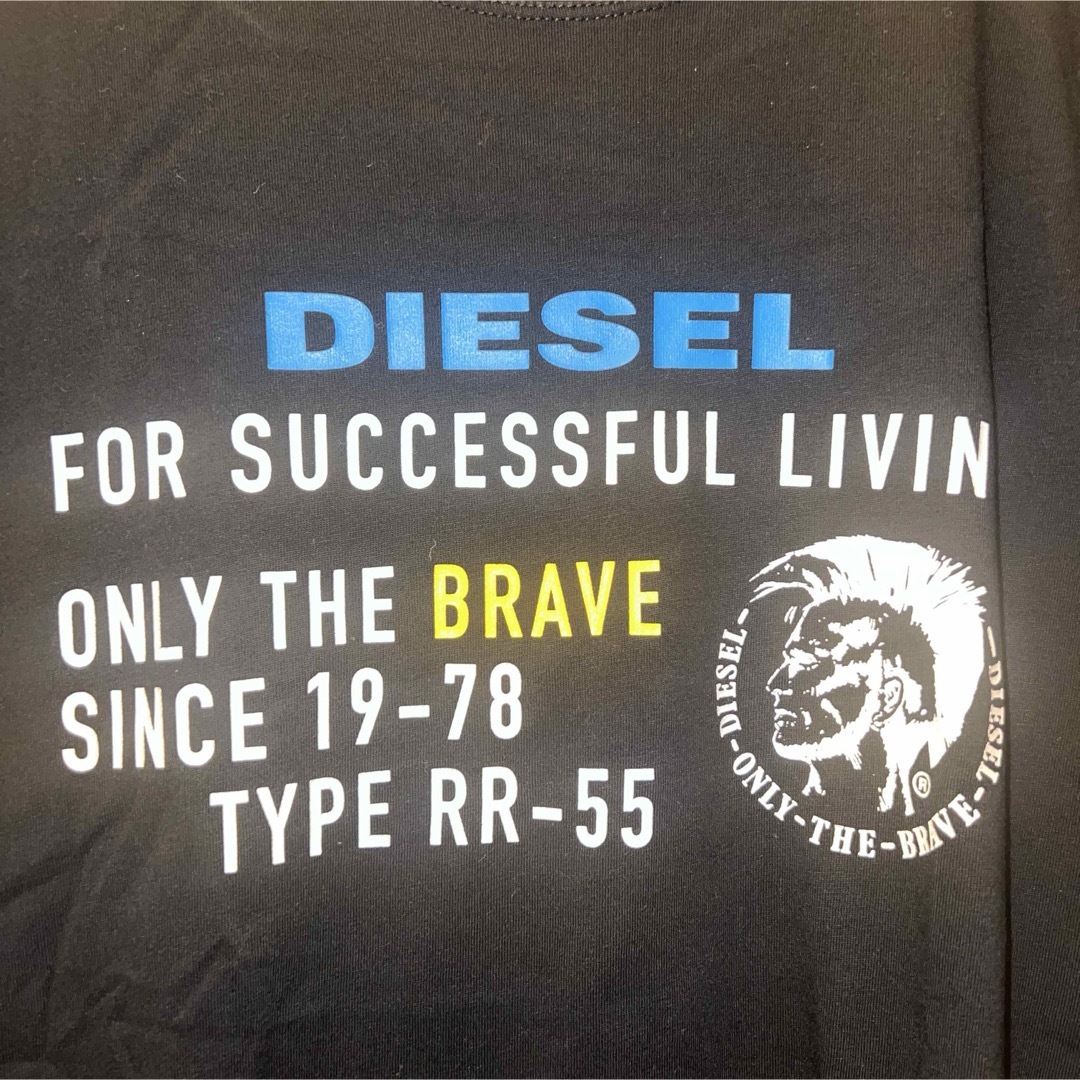 DIESEL
FOR SUCCESSFUL LIVIN
ONLY THE BRAVE
SINCE 19-78
TYPE RR-55
-DIESEL-ONLY-THE-BRAVE-DIESEL-
®